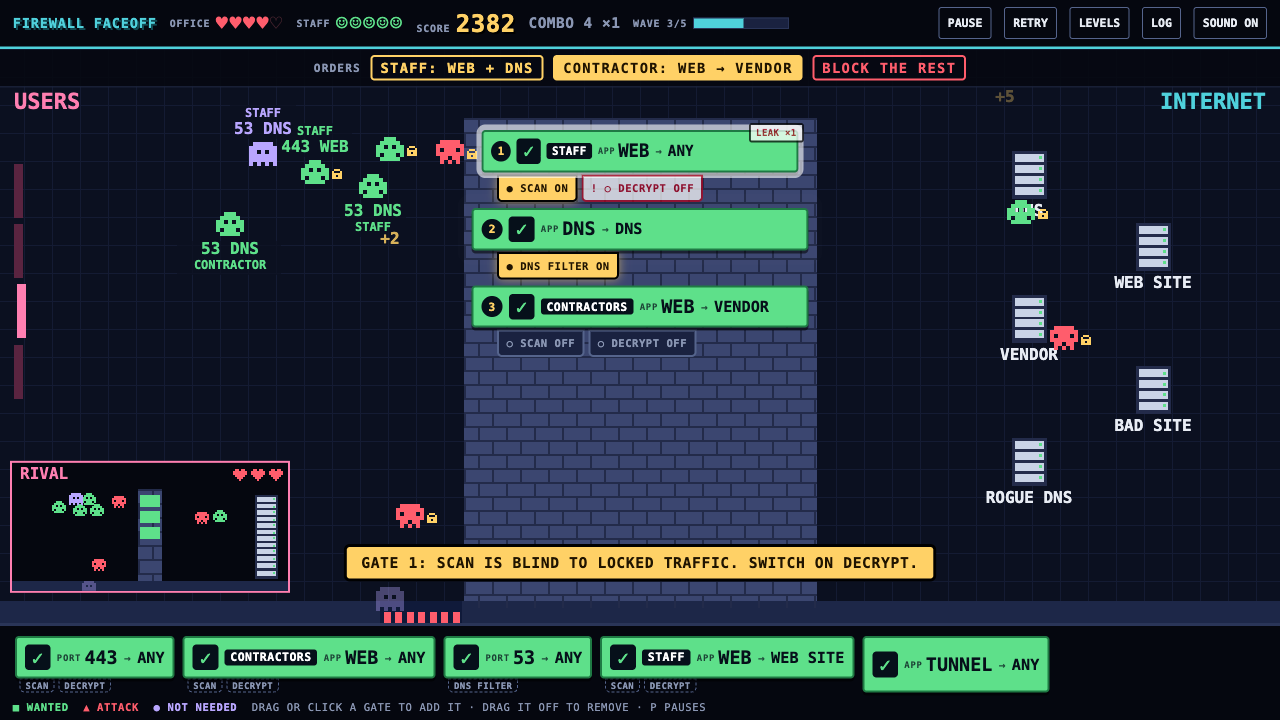 FIREWALL FACEOFF OFFICE STAFF SCORE 2382 COMBO 4 ×1 WAVE 3/5 PAUSE RETRY LEVELS LOG SOUND ON
ORDERS STAFF: WEB + DNS CONTRACTOR: WEB → VENDOR BLOCK THE REST
USERS
+5
INTERNET
STAFF
53 DNS
STAFF
443 WEB
53 DNS
STAFF
+2
53 DNS
CONTRACTOR
LEAK ×1
1 ✓ STAFF APP WEB → ANY
● SCAN ON ! ○ DECRYPT OFF
2 ✓ APP DNS → DNS
● DNS FILTER ON
3 ✓ CONTRACTORS APP WEB → VENDOR
○ SCAN OFF ○ DECRYPT OFF
WEB SITE
VENDOR
BAD SITE
ROGUE DNS
RIVAL
GATE 1: SCAN IS BLIND TO LOCKED TRAFFIC. SWITCH ON DECRYPT.
✓ PORT 443 → ANY ✓ CONTRACTORS APP WEB → ANY ✓ PORT 53 → ANY ✓ STAFF APP WEB → WEB SITE ✓ APP TUNNEL → ANY
SCAN DECRYPT SCAN DECRYPT DNS FILTER SCAN DECRYPT
■ WANTED ▲ ATTACK ● NOT NEEDED DRAG OR CLICK A GATE TO ADD IT · DRAG IT OFF TO REMOVE · P PAUSES